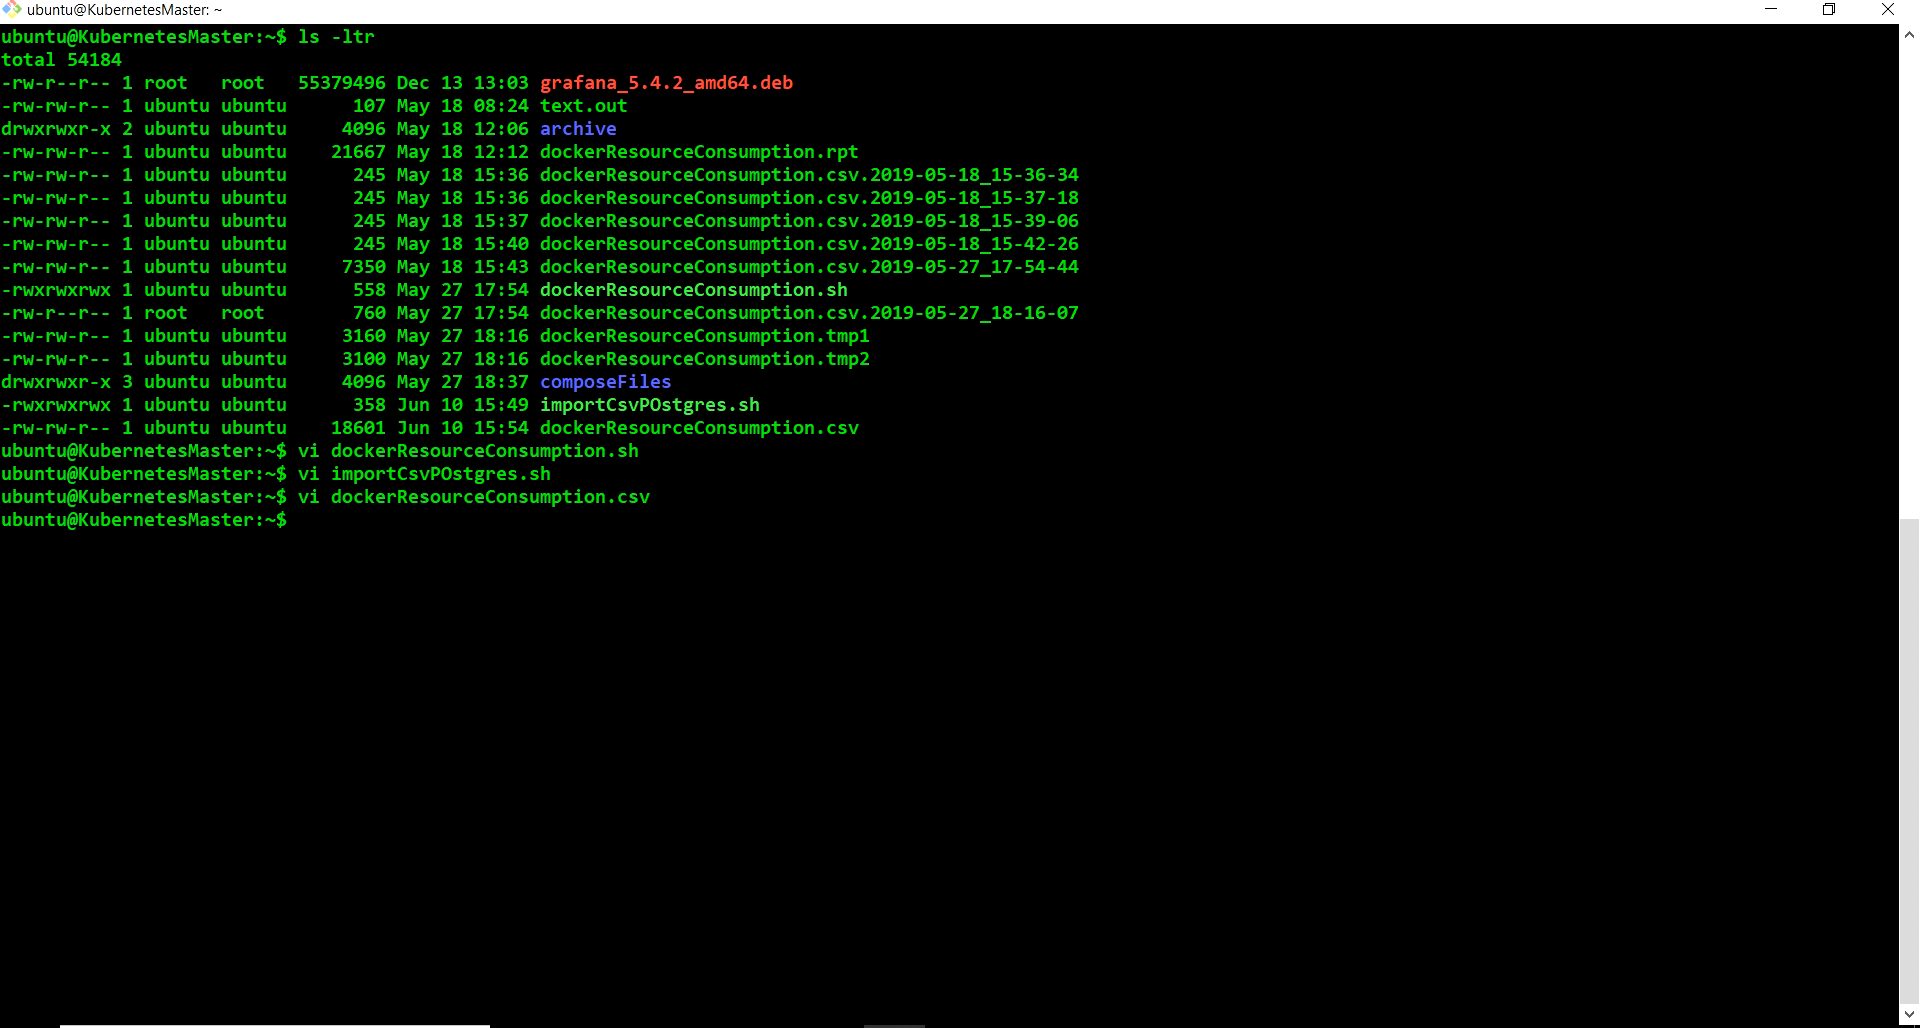 ubuntu@KubernetesMaster: ~
ubuntu@KubernetesMaster:~$ ls -ltr
total 54184
-rw-r--r-- 1 root   root   55379496 Dec 13 13:03 grafana_5.4.2_amd64.deb
-rw-rw-r-- 1 ubuntu ubuntu      107 May 18 08:24 text.out
drwxrwxr-x 2 ubuntu ubuntu     4096 May 18 12:06 archive
-rw-rw-r-- 1 ubuntu ubuntu    21667 May 18 12:12 dockerResourceConsumption.rpt
-rw-rw-r-- 1 ubuntu ubuntu      245 May 18 15:36 dockerResourceConsumption.csv.2019-05-18_15-36-34
-rw-rw-r-- 1 ubuntu ubuntu      245 May 18 15:36 dockerResourceConsumption.csv.2019-05-18_15-37-18
-rw-rw-r-- 1 ubuntu ubuntu      245 May 18 15:37 dockerResourceConsumption.csv.2019-05-18_15-39-06
-rw-rw-r-- 1 ubuntu ubuntu      245 May 18 15:40 dockerResourceConsumption.csv.2019-05-18_15-42-26
-rw-rw-r-- 1 ubuntu ubuntu     7350 May 18 15:43 dockerResourceConsumption.csv.2019-05-27_17-54-44
-rwxrwxrwx 1 ubuntu ubuntu      558 May 27 17:54 dockerResourceConsumption.sh
-rw-r--r-- 1 root   root        760 May 27 17:54 dockerResourceConsumption.csv.2019-05-27_18-16-07
-rw-rw-r-- 1 ubuntu ubuntu     3160 May 27 18:16 dockerResourceConsumption.tmp1
-rw-rw-r-- 1 ubuntu ubuntu     3100 May 27 18:16 dockerResourceConsumption.tmp2
drwxrwxr-x 3 ubuntu ubuntu     4096 May 27 18:37 composeFiles
-rwxrwxrwx 1 ubuntu ubuntu      358 Jun 10 15:49 importCsvPOstgres.sh
-rw-rw-r-- 1 ubuntu ubuntu    18601 Jun 10 15:54 dockerResourceConsumption.csv
ubuntu@KubernetesMaster:~$ vi dockerResourceConsumption.sh
ubuntu@KubernetesMaster:~$ vi importCsvPOstgres.sh
ubuntu@KubernetesMaster:~$ vi dockerResourceConsumption.csv
ubuntu@KubernetesMaster:~$